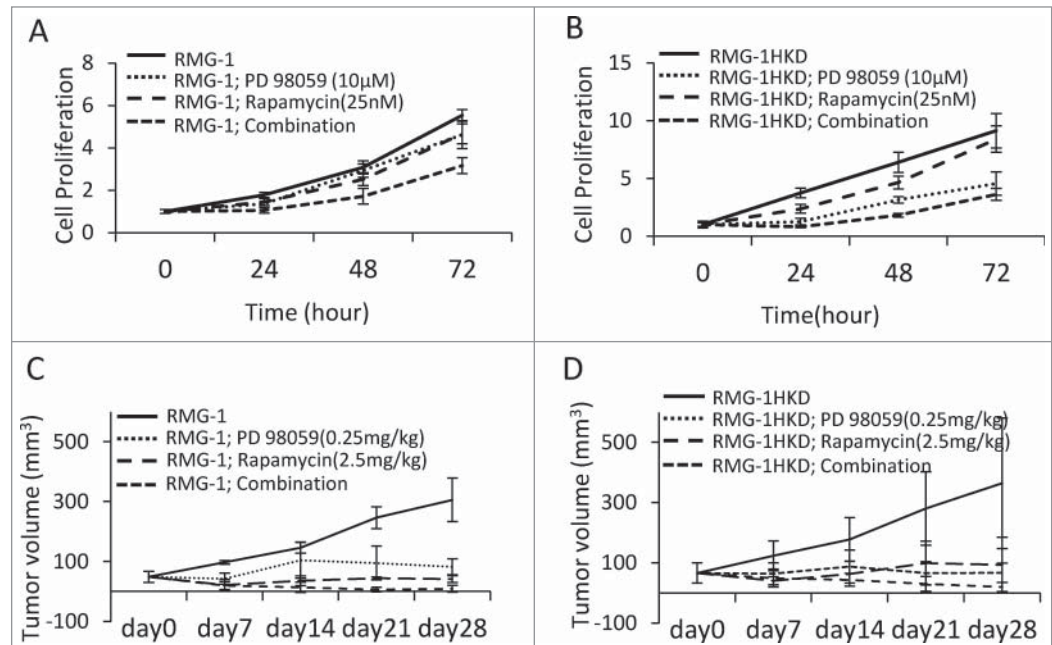 A
RMG-1
RMG-1; PD 98059 (10μM)
RMG-1; Rapamycin(25nM)
RMG-1; Combination
8
6
4
2
0
Cell Proliferation
0 24 48 72
Time (hour)
B
RMG-1HKD
RMG-1HKD; PD 98059 (10μM)
RMG-1HKD; Rapamycin(25nM)
RMG-1HKD; Combination
15
10
5
0
Cell Proliferation
0 24 48 72
Time(hour)
C
RMG-1
RMG-1; PD 98059(0.25mg/kg)
RMG-1; Rapamycin(2.5mg/kg)
RMG-1; Combination
500
300
100
-100
Tumor volume (mm³)
day0 day7 day14 day21 day28
D
RMG-1HKD
RMG-1HKD; PD 98059(0.25mg/kg)
RMG-1HKD; Rapamycin(2.5mg/kg)
RMG-1HKD; Combination
500
300
100
-100
Tumor volume (mm³)
day0 day7 day14 day21 day28